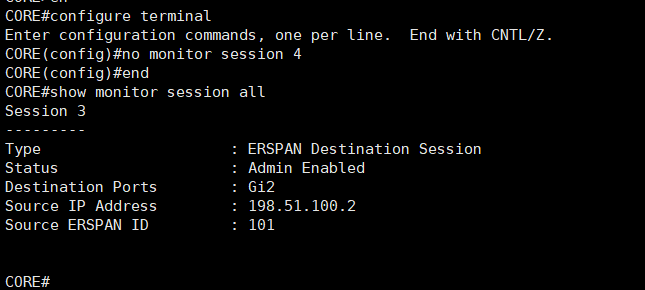 CORE#configure terminal
Enter configuration commands, one per line.  End with CNTL/Z.
CORE(config)#no monitor session 4
CORE(config)#end
CORE#show monitor session all
Session 3
---------
Type                     : ERSPAN Destination Session
Status                   : Admin Enabled
Destination Ports        : Gi2
Source IP Address        : 198.51.100.2
Source ERSPAN ID         : 101
CORE#